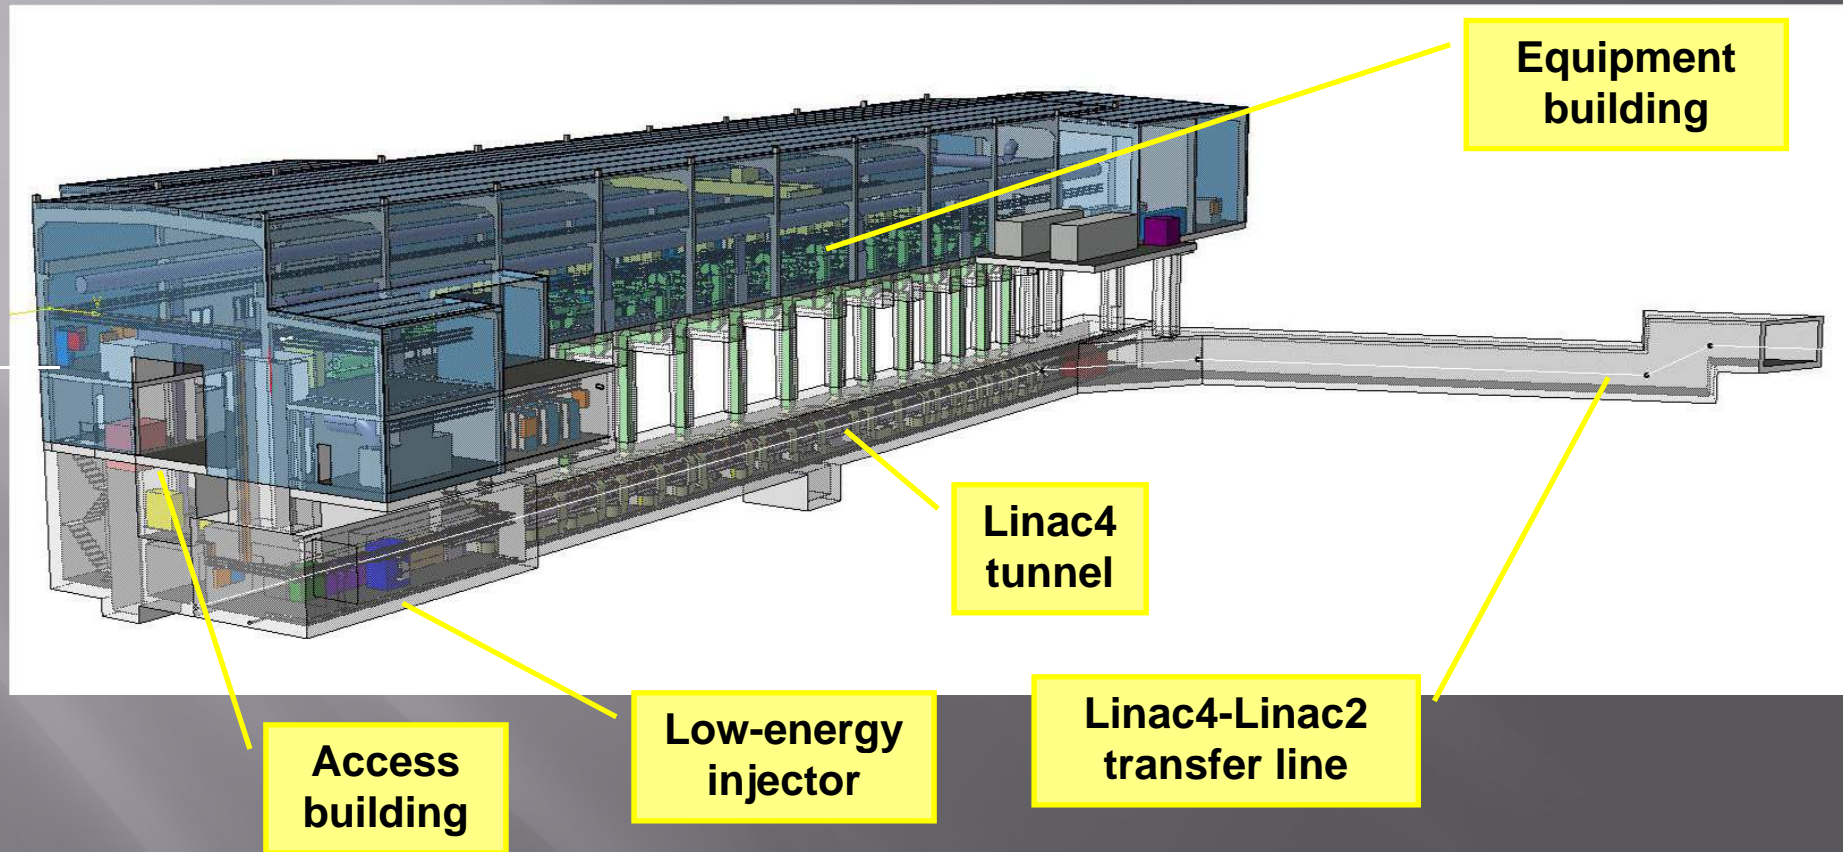 Equipment
building
Linac4
tunnel
Low-energy
injector
Linac4-Linac2
transfer line
Access
building